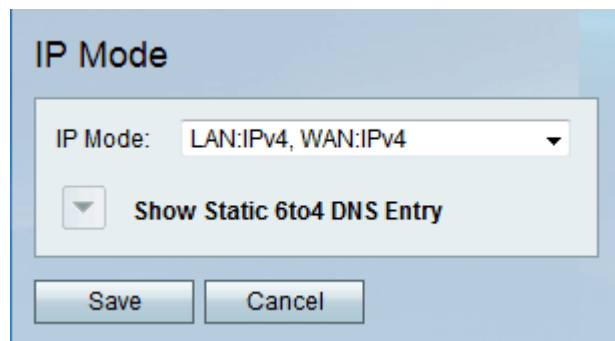 IP Mode
IP Mode: LAN:IPv4, WAN:IPv4
Show Static 6to4 DNS Entry
Save Cancel